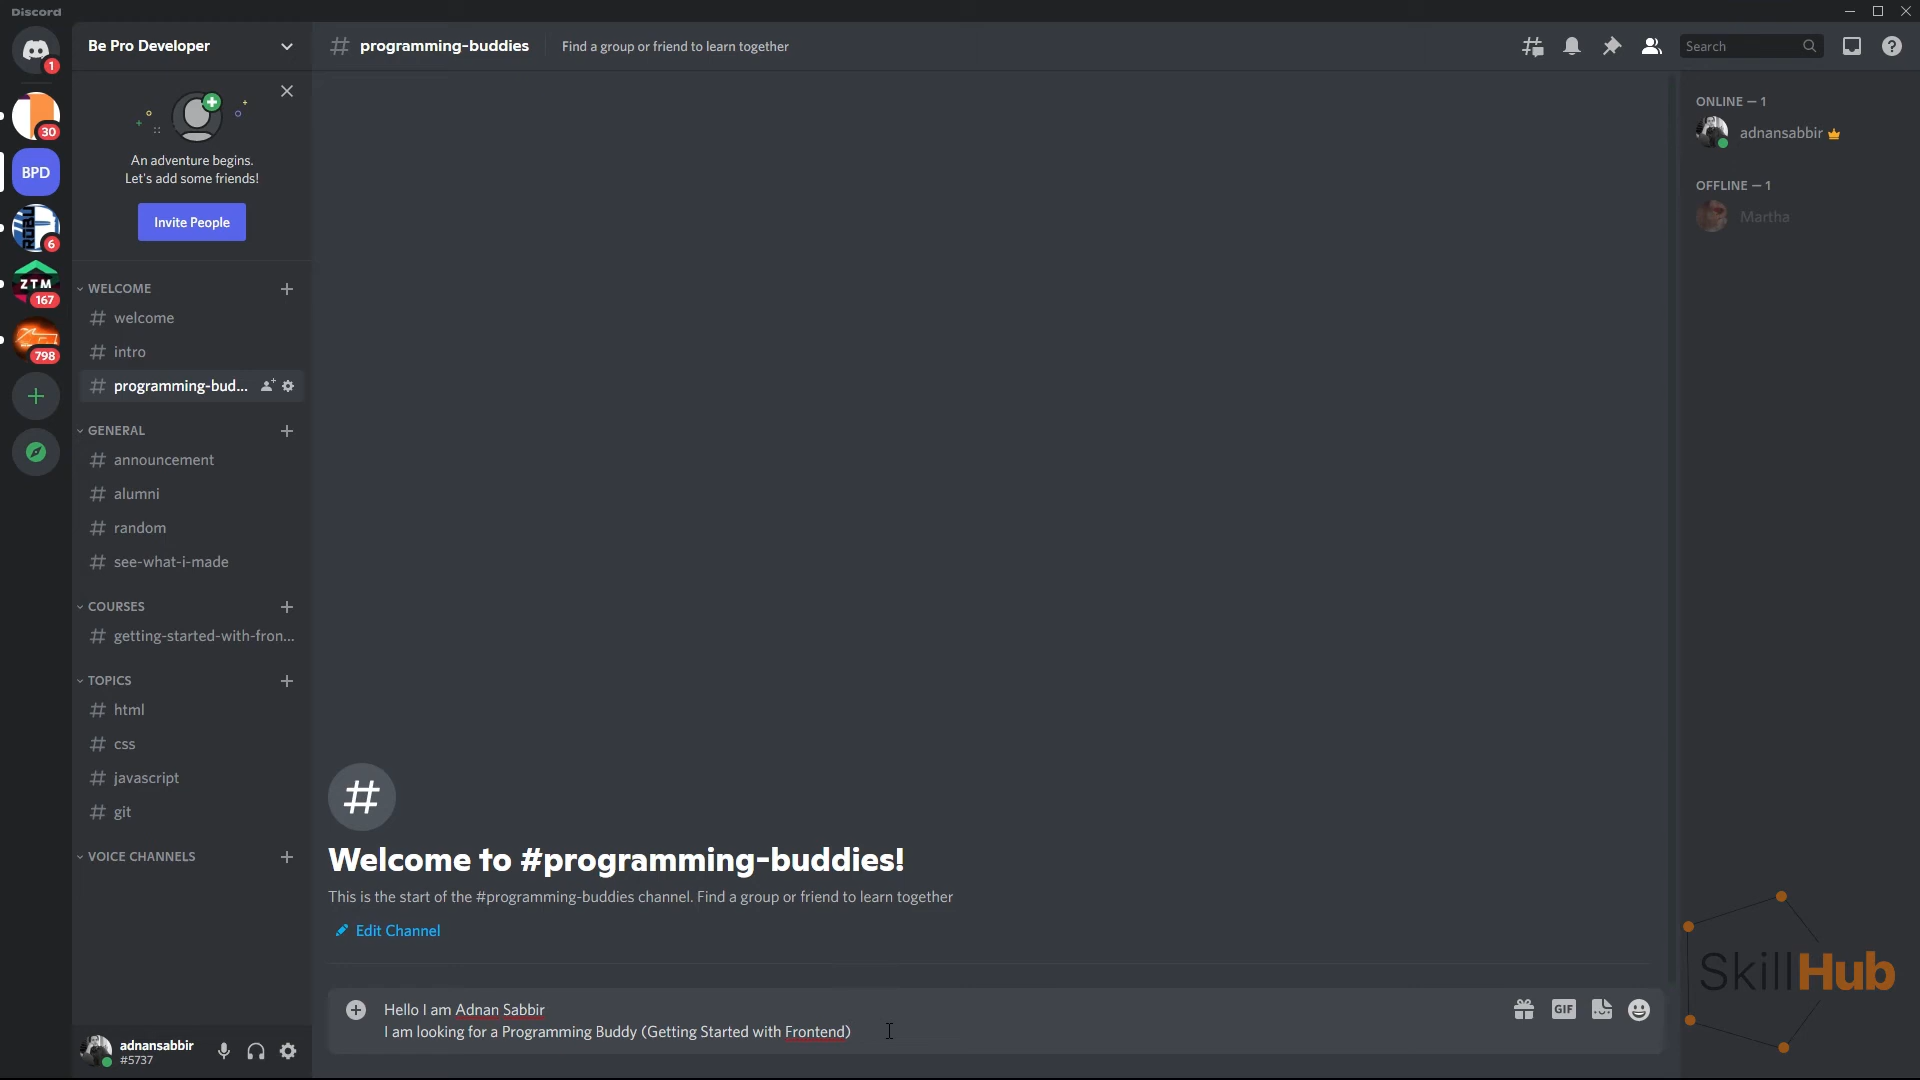 Discord
Be Pro Developer
programming-buddies
Find a group or friend to learn together
Search
1
30
BPD
6
ZTM
167
798
An adventure begins.
Let's add some friends!
Invite People
WELCOME
welcome
intro
programming-bud...
GENERAL
announcement
alumni
random
see-what-i-made
COURSES
getting-started-with-fron...
TOPICS
html
css
javascript
git
VOICE CHANNELS
adnansabbir
#5737
Welcome to #programming-buddies!
This is the start of the #programming-buddies channel. Find a group or friend to learn together
Edit Channel
Hello I am Adnan Sabbir
I am looking for a Programming Buddy (Getting Started with Frontend)
GIF
ONLINE — 1
adnansabbir
OFFLINE — 1
Martha
SkillHub